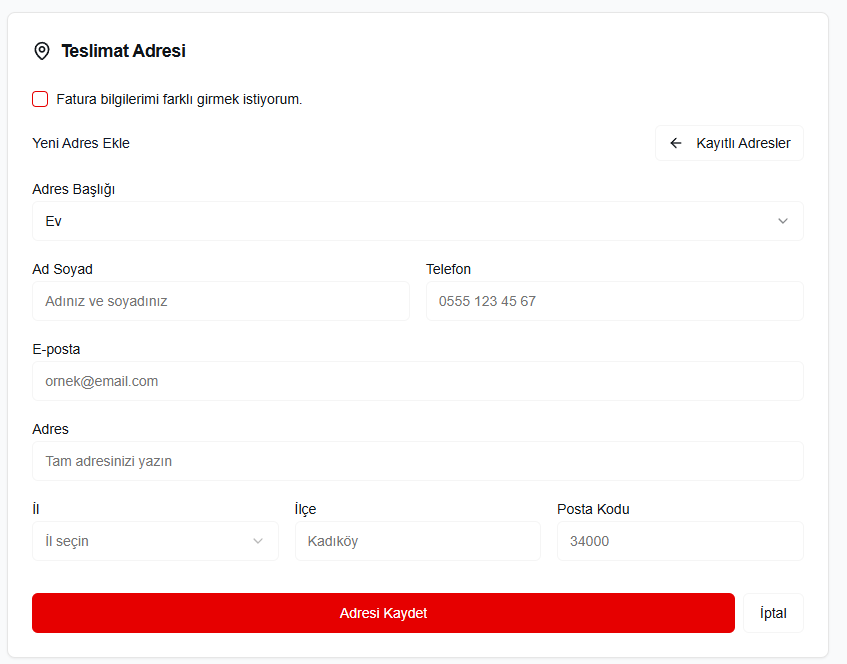 Teslimat Adresi
Fatura bilgilerimi farklı girmek istiyorum.
Yeni Adres Ekle
Kayıtlı Adresler
Adres Başlığı
Ev
Ad Soyad
Telefon
Adınız ve soyadınız
0555 123 45 67
E-posta
ornek@email.com
Adres
Tam adresinizi yazın
İl
İlçe
Posta Kodu
İl seçin
Kadıköy
34000
Adresi Kaydet
İptal